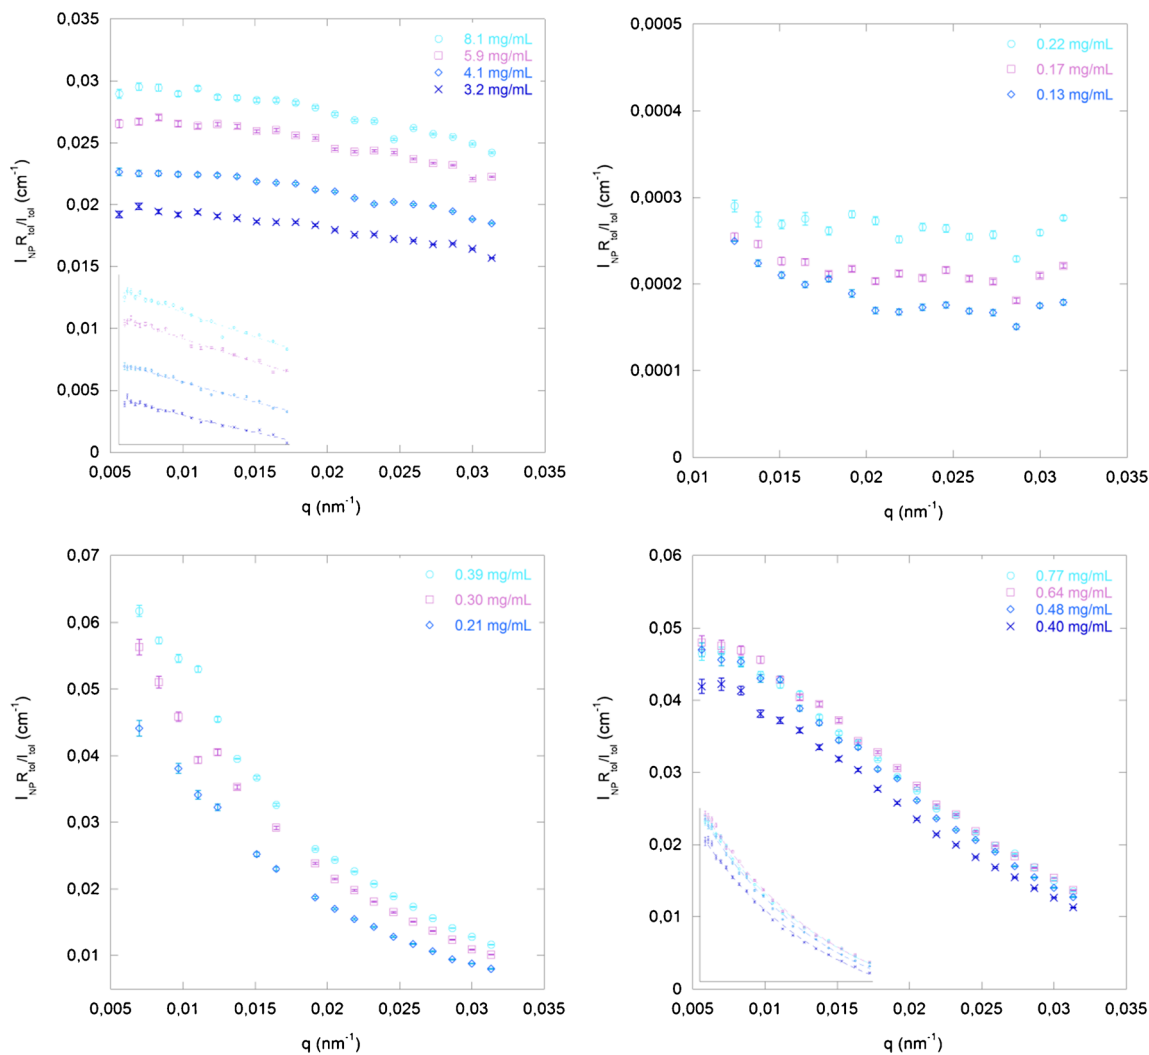 0,035
0,03
0,025
0,02
0,015
0,01
0,005
0
I_NP R_tol/I_tol (cm⁻¹)
8.1 mg/mL
5.9 mg/mL
4.1 mg/mL
3.2 mg/mL
0,005 0,01 0,015 0,02 0,025 0,03 0,035
q (nm⁻¹)
0,0005
0,0004
0,0003
0,0002
0,0001
0
I_NP R_tol/I_tol (cm⁻¹)
0.22 mg/mL
0.17 mg/mL
0.13 mg/mL
0,01 0,015 0,02 0,025 0,03 0,035
q (nm⁻¹)
0,07
0,06
0,05
0,04
0,03
0,02
0,01
I_NP R_tol/I_tol (cm⁻¹)
0.39 mg/mL
0.30 mg/mL
0.21 mg/mL
0,005 0,01 0,015 0,02 0,025 0,03 0,035
q (nm⁻¹)
0,06
0,05
0,04
0,03
0,02
0,01
0
I_NP R_tol/I_tol (cm⁻¹)
0.77 mg/mL
0.64 mg/mL
0.48 mg/mL
0.40 mg/mL
0,005 0,01 0,015 0,02 0,025 0,03 0,035
q (nm⁻¹)